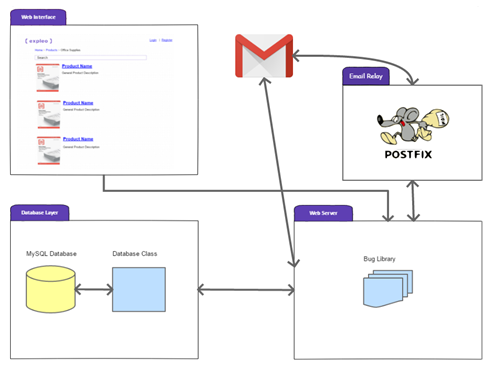 Web Interface
[ expleo ]
Login | Register
Home > Products > Office Supplies
Search
Product Name
General Product Description
Product Name
General Product Description
Product Name
General Product Description
Email Relay
POSTFIX
Database Layer
MySQL Database
Database Class
Web Server
Bug Library